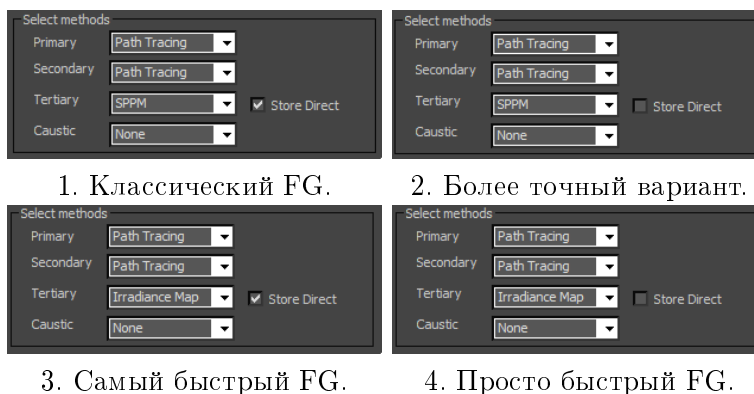 Select methods
Primary Path Tracing
Secondary Path Tracing
Tertiary SPPM Store Direct
Caustic None
1. Классический FG.
Select methods
Primary Path Tracing
Secondary Path Tracing
Tertiary SPPM Store Direct
Caustic None
2. Более точный вариант.
Select methods
Primary Path Tracing
Secondary Path Tracing
Tertiary Irradiance Map Store Direct
Caustic None
3. Самый быстрый FG.
Select methods
Primary Path Tracing
Secondary Path Tracing
Tertiary Irradiance Map Store Direct
Caustic None
4. Просто быстрый FG.